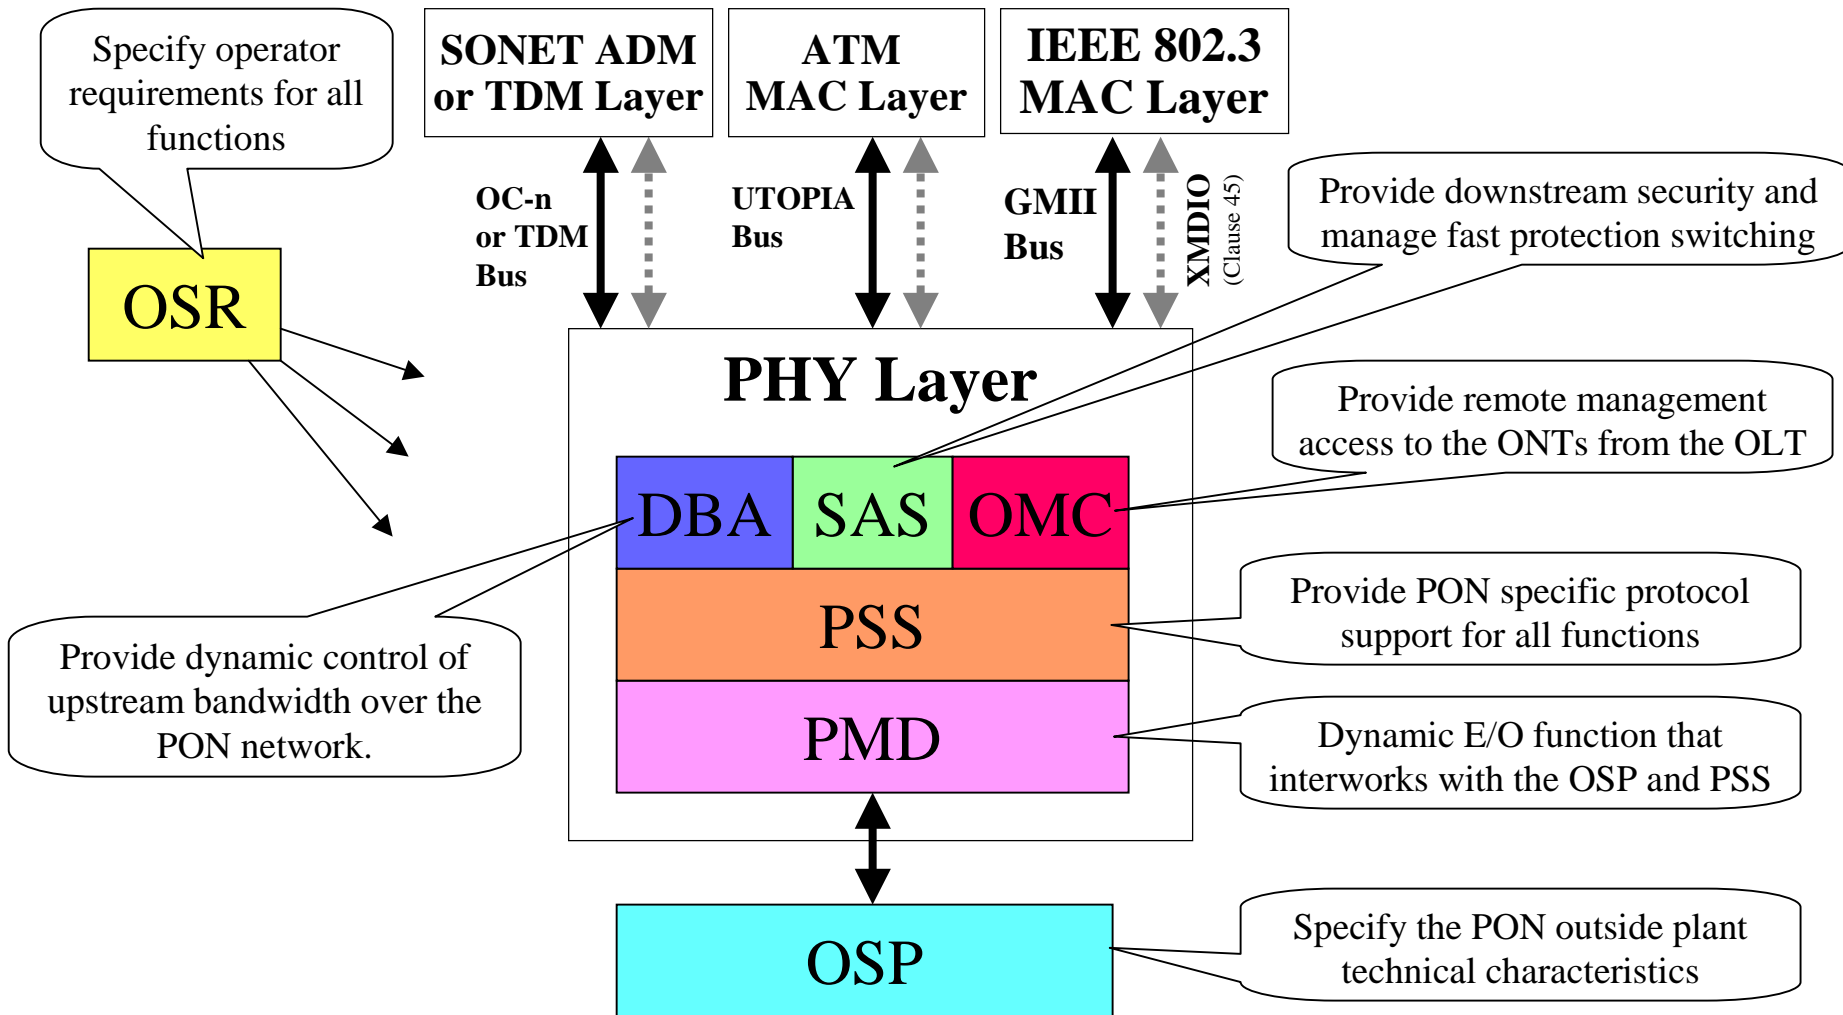 Specify operator
requirements for all
functions
SONET ADM
or TDM Layer
ATM
MAC Layer
IEEE 802.3
MAC Layer
OC-n
or TDM
Bus
UTOPIA
Bus
GMII
Bus
XMDIO
(Clause 45)
Provide downstream security and
manage fast protection switching
OSR
PHY Layer
Provide remote management
access to the ONTs from the OLT
DBA
SAS
OMC
PSS
Provide PON specific protocol
support for all functions
Provide dynamic control of
upstream bandwidth over the
PON network.
PMD
Dynamic E/O function that
interworks with the OSP and PSS
OSP
Specify the PON outside plant
technical characteristics